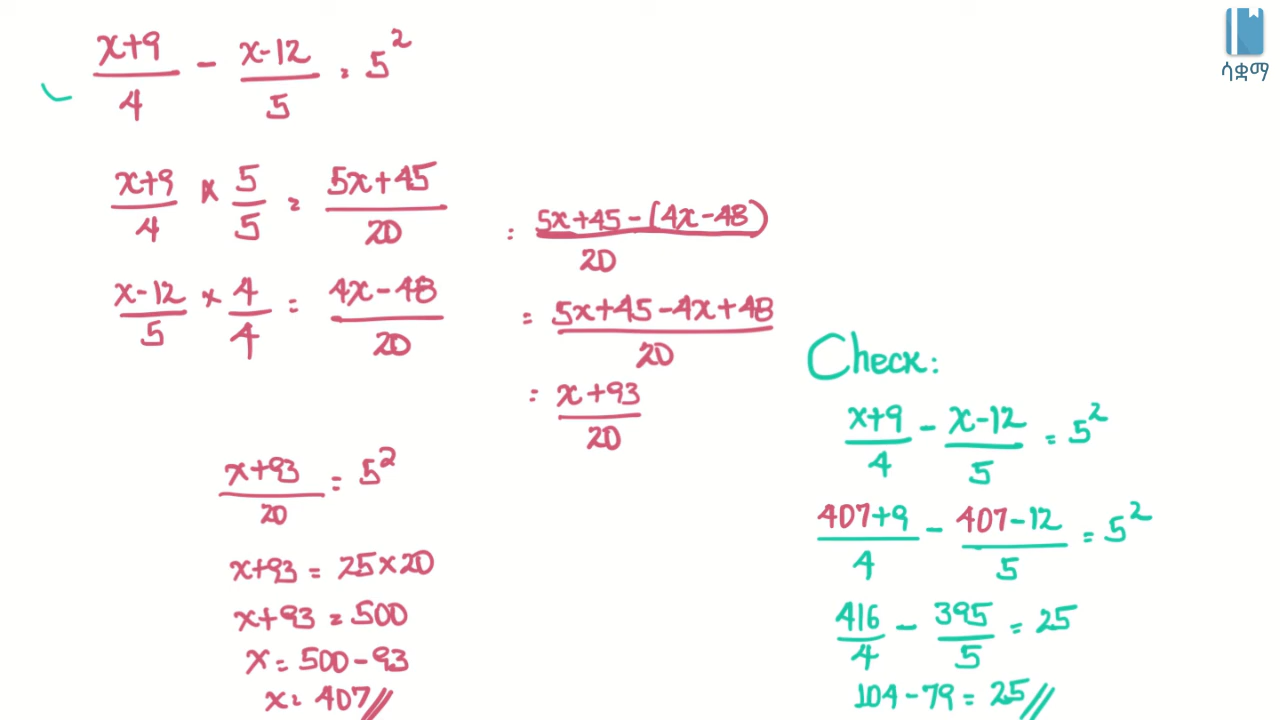 (x+9)/4 - (x-12)/5 = 5²
(x+9)/4 × 5/5 = (5x+45)/20
(x-12)/5 × 4/4 = (4x-48)/20
= (5x+45-(4x-48))/20
= (5x+45-4x+48)/20
= (x+93)/20
(x+93)/20 = 5²
x+93 = 25×20
x+93 = 500
x = 500-93
x = 407//
Check:
(x+9)/4 - (x-12)/5 = 5²
(407+9)/4 - (407-12)/5 = 5²
416/4 - 395/5 = 25
104-79 = 25//
ሳቋማ